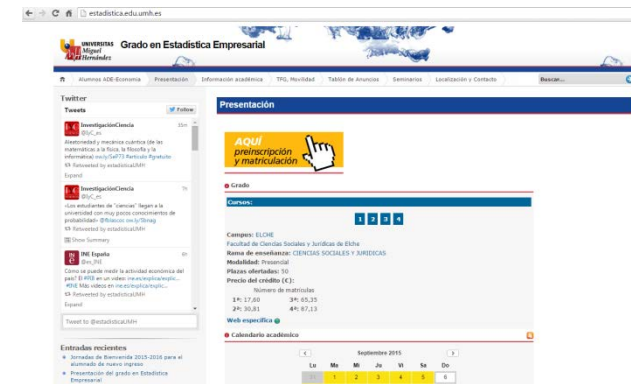 estadistica.edu.umh.es
UNIVERSITAS
Miguel
Hernández
Grado en Estadística Empresarial
Alumnos ADE-Economía
Presentación
Información académica
TFG, Movilidad
Tablón de Anuncios
Seminarios
Localización y Contacto
Buscar...
Twitter
Tweets
Follow
InvestigaciónCiencia
@IyC_es
Aleatoriedad y mecánica cuántica (de las
matemáticas a la física, la filosofía y la
Retweeted by estadisticaUMH
Expand
InvestigaciónCiencia
7h
@IyC_es
«Los estudiantes de "ciencias" llegan a la
universidad con muy pocos conocimientos de
Show Summary
INE España
@es_INE
Cómo se puede medir la actividad económica del
Retweeted by estadisticaUMH
Expand
Tweet to @estadisticaUMH
Entradas recientes
Jornadas de Bienvenida 2015-2016 para el
alumnado de nuevo ingreso
Presentación del grado en Estadística
Empresarial
Presentación
AQUÍ
preinscripción
y matriculación
Grado
Cursos:
1 2 3 4
Campus: ELCHE
Facultad de Ciencias Sociales y Jurídicas de Elche
Rama de enseñanza: CIENCIAS SOCIALES Y JURIDICAS
Modalidad: Presencial
Plazas ofertadas: 50
Precio del crédito (€):
Número de matrículas
1ª: 17,60 3ª: 65,35
2ª: 30,81 4ª: 87,13
Web específica
Calendario académico
Septiembre 2015
Lu Ma Mi Ju Vi Sa Do
31 1 2 3 4 5 6